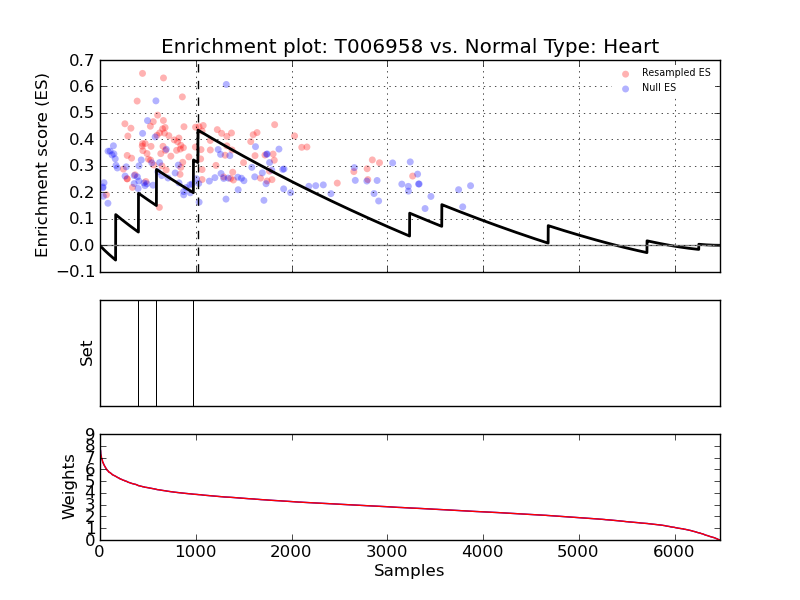 Enrichment plot: T006958 vs. Normal Type: Heart
Enrichment score (ES)
0.7
0.6
0.5
0.4
0.3
0.2
0.1
0.0
−0.1
Resampled ES
Null ES
Set
Weights
9
8
7
6
5
4
3
2
1
0
0 1000 2000 3000 4000 5000 6000
Samples